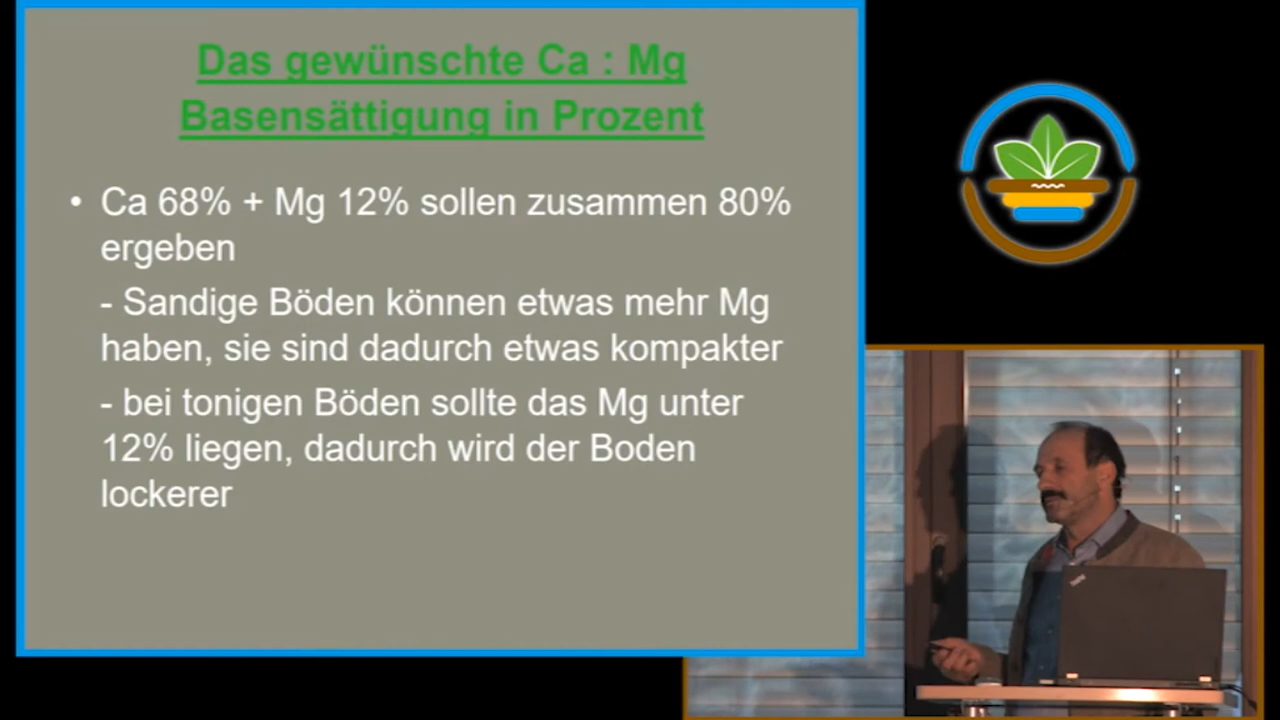 Das gewünschte Ca : Mg
Basensättigung in Prozent
• Ca 68% + Mg 12% sollen zusammen 80%
ergeben
- Sandige Böden können etwas mehr Mg
haben, sie sind dadurch etwas kompakter
- bei tonigen Böden sollte das Mg unter
12% liegen, dadurch wird der Boden
lockerer